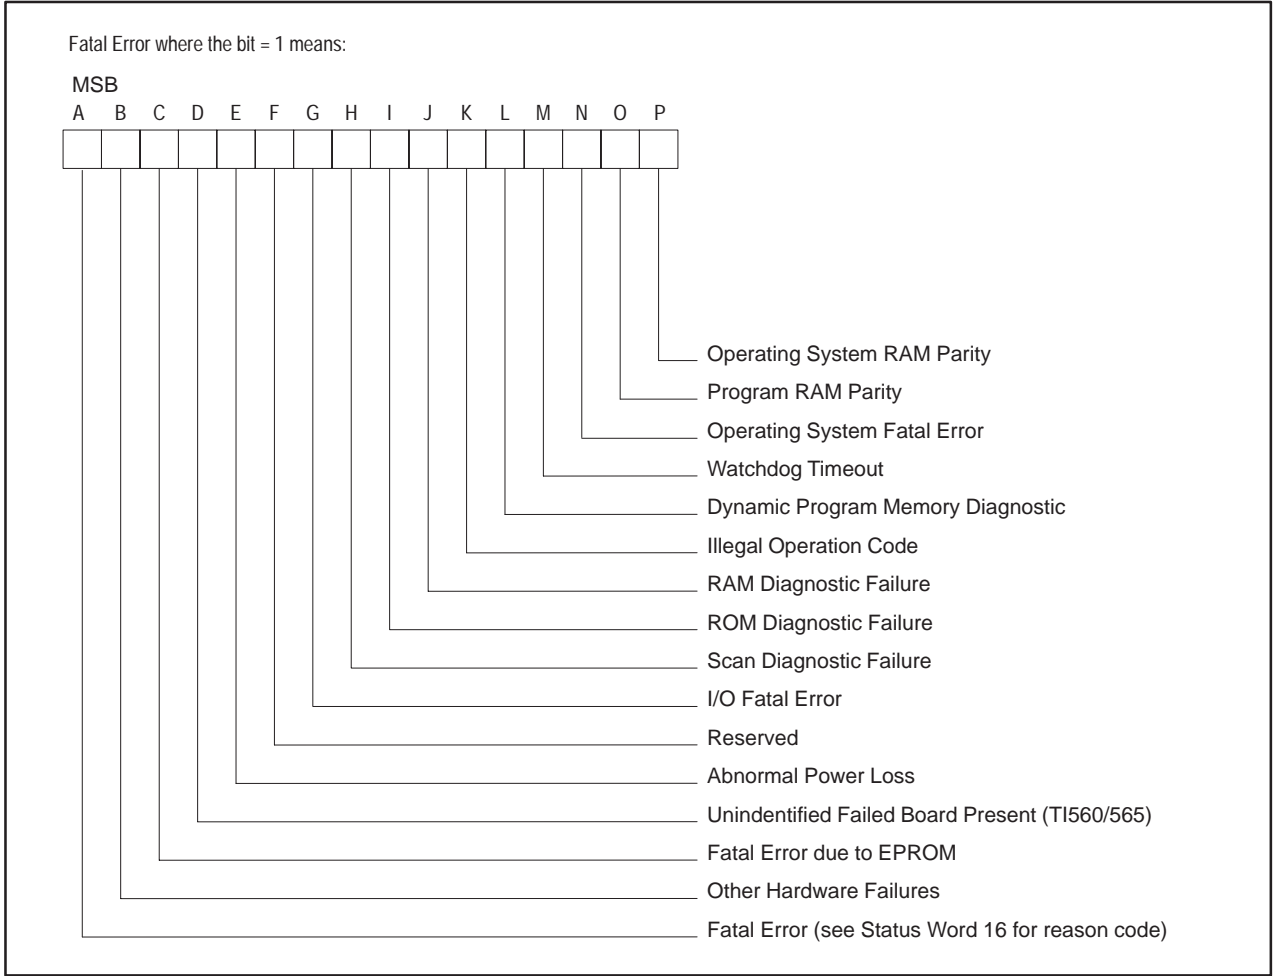 Fatal Error where the bit = 1 means:
MSB
A B C D E F G H I J K L M N O P
Operating System RAM Parity
Program RAM Parity
Operating System Fatal Error
Watchdog Timeout
Dynamic Program Memory Diagnostic
Illegal Operation Code
RAM Diagnostic Failure
ROM Diagnostic Failure
Scan Diagnostic Failure
I/O Fatal Error
Reserved
Abnormal Power Loss
Unindentified Failed Board Present (TI560/565)
Fatal Error due to EPROM
Other Hardware Failures
Fatal Error (see Status Word 16 for reason code)